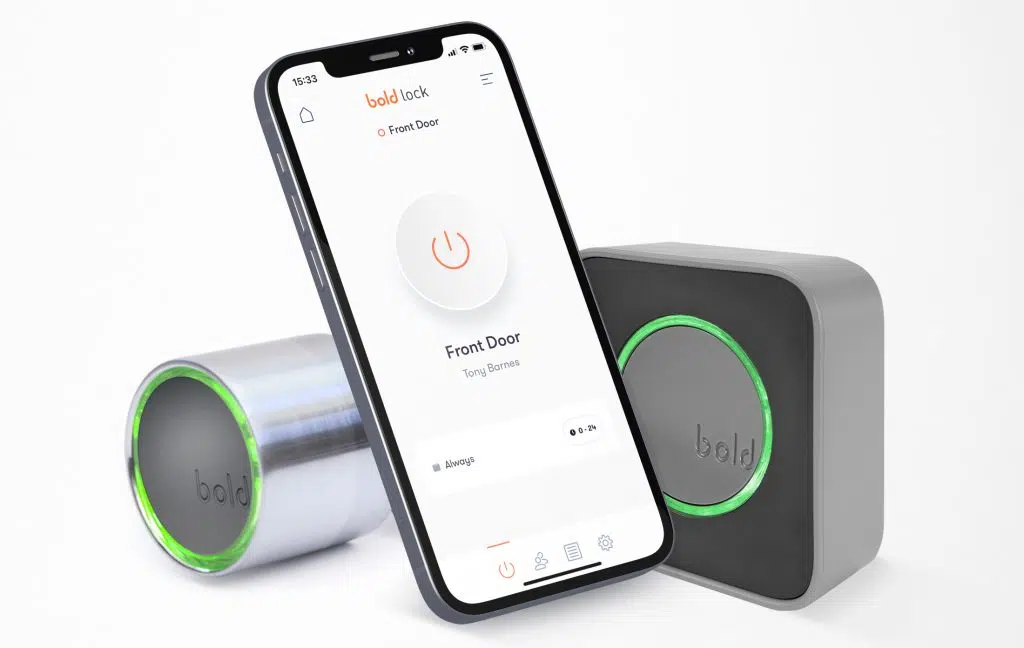 15:33
bold lock
Front Door
Front Door
Tony Barnes
Always
0 - 24
bold
bold